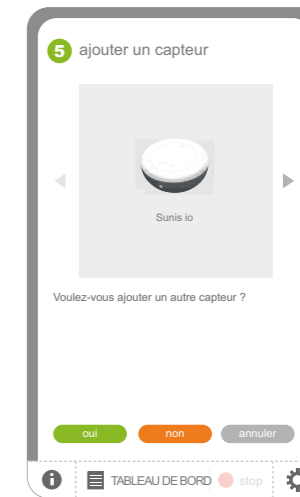 5 ajouter un capteur
Sunis io
Voulez-vous ajouter un autre capteur ?
oui non annuler
TABLEAU DE BORD stop